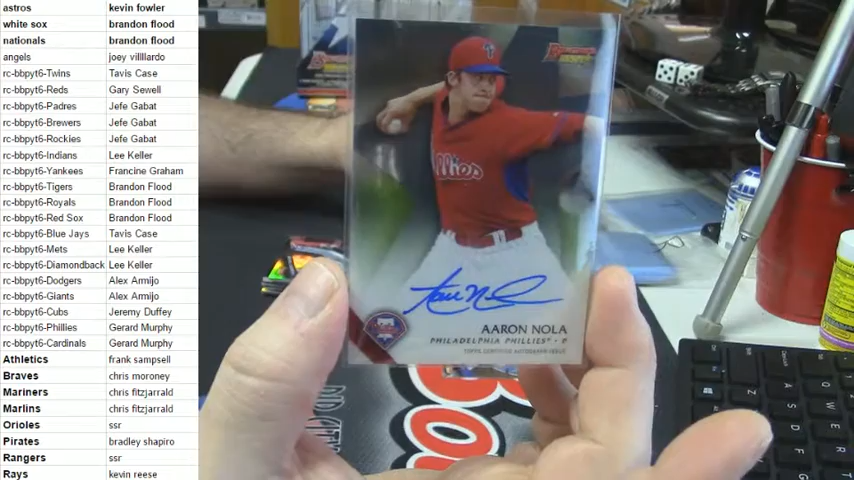 astros kevin fowler
white sox brandon flood
nationals brandon flood
angels joey villllardo
rc-bbpyt6-Twins Tavis Case
rc-bbpyt6-Reds Gary Sewell
rc-bbpyt6-Padres Jefe Gabat
rc-bbpyt6-Brewers Jefe Gabat
rc-bbpyt6-Rockies Jefe Gabat
rc-bbpyt6-Indians Lee Keller
rc-bbpyt6-Yankees Francine Graham
rc-bbpyt6-Tigers Brandon Flood
rc-bbpyt6-Royals Brandon Flood
rc-bbpyt6-Red Sox Brandon Flood
rc-bbpyt6-Blue Jays Tavis Case
rc-bbpyt6-Mets Lee Keller
rc-bbpyt6-Diamondback Lee Keller
rc-bbpyt6-Dodgers Alex Armijo
rc-bbpyt6-Giants Alex Armijo
rc-bbpyt6-Cubs Jeremy Duffey
rc-bbpyt6-Phillies Gerard Murphy
rc-bbpyt6-Cardinals Gerard Murphy
Athletics frank sampsell
Braves chris moroney
Mariners chris fitzjarrald
Marlins chris fitzjarrald
Orioles ssr
Pirates bradley shapiro
Rangers ssr
Rays kevin reese
Bowman's
BEST
P
illies
AARON NOLA
PHILADELPHIA PHILLIES • P
TOPPS CERTIFIED AUTOGRAPH ISSUE
Bo